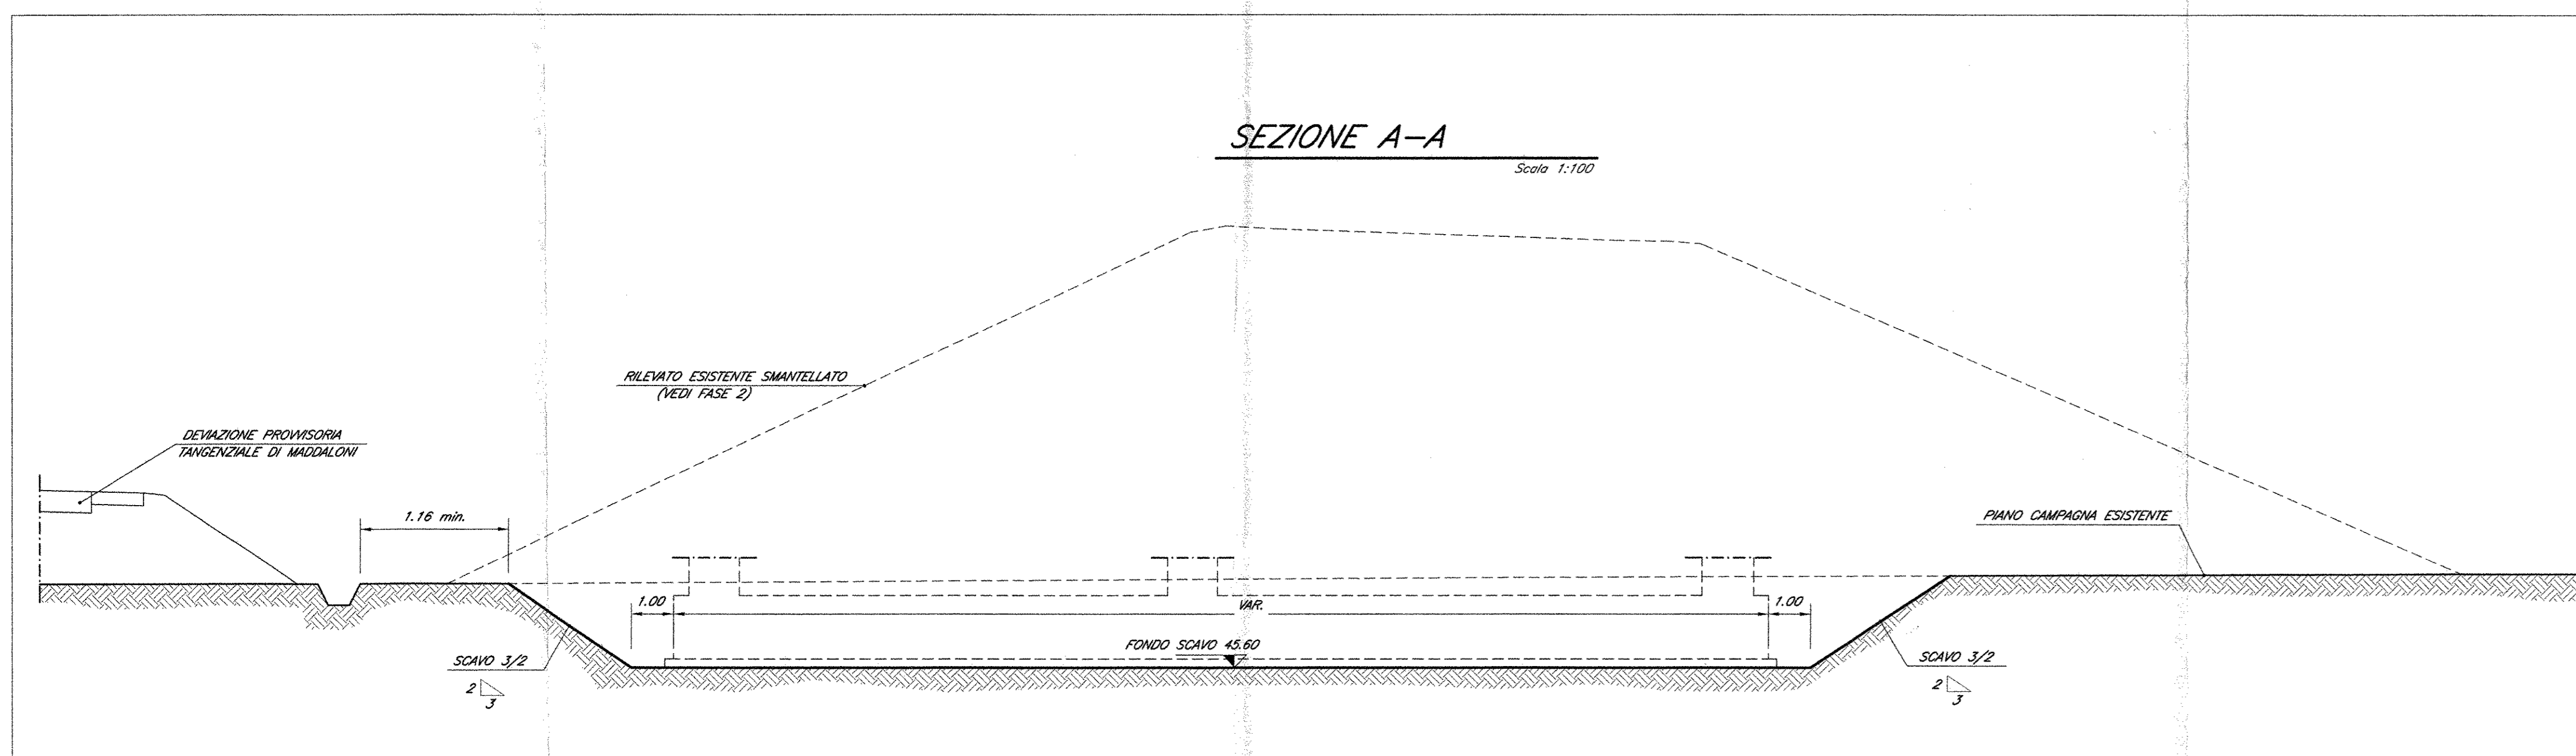 SEZIONE A-A
Scala 1:100
RILEVATO ESISTENTE SMANTELLATO
(VEDI FASE 2)
DEVIAZIONE PROVVISORIA
TANGENZIALE DI MADDALONI
1.16 min.
PIANO CAMPAGNA ESISTENTE
1.00
VAR.
1.00
FONDO SCAVO 45.60
SCAVO 3/2
2
3
SCAVO 3/2
2
3